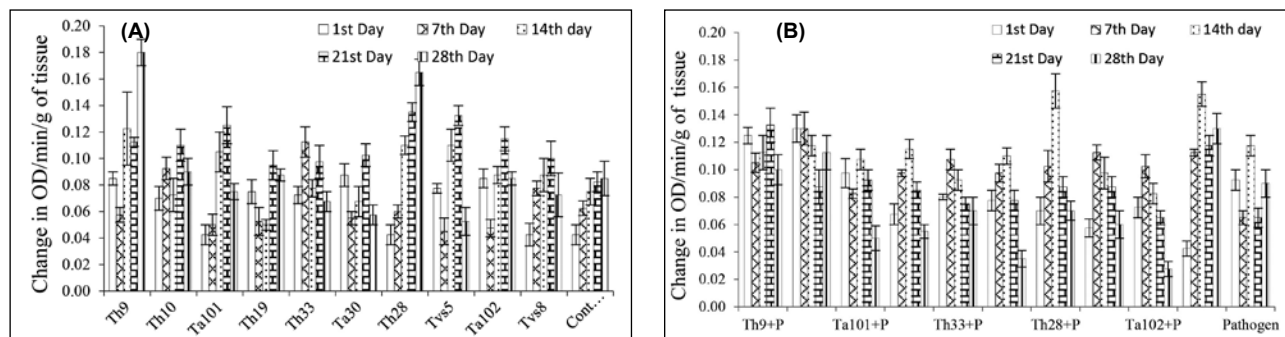 (A)
1st Day 7th Day 14th day
21st Day 28th Day
Change in OD/min/g of tissue
0.20
0.18
0.16
0.14
0.12
0.10
0.08
0.06
0.04
0.02
0.00
Th9 Th10 Ta101 Th19 Th33 Ta30 Th28 Tvs5 Ta102 Tvs8 Cont...
(B)
1st Day 7th Day 14th day
21st Day 28th Day
Change in OD/min/g of tissue
0.20
0.18
0.16
0.14
0.12
0.10
0.08
0.06
0.04
0.02
0.00
Th9+P Ta101+P Th33+P Th28+P Ta102+P Pathogen